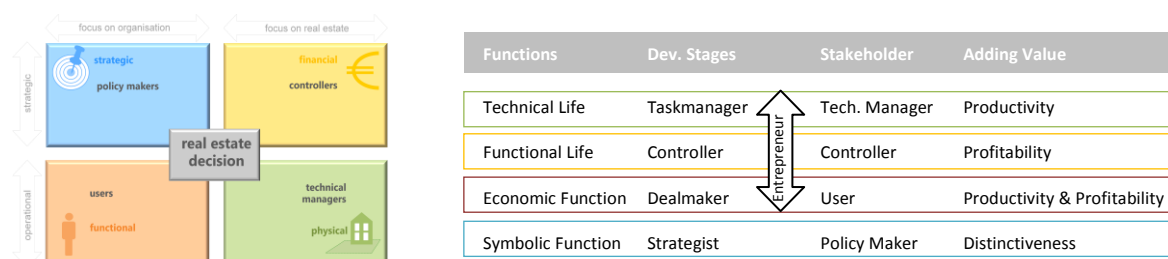 focus on organisation
focus on real estate
strategic
operational
strategic
policy makers
financial
controllers
real estate
decision
users
functional
technical
managers
physical
Functions Dev. Stages Stakeholder Adding Value
Technical Life Taskmanager Tech. Manager Productivity
Functional Life Controller Controller Profitability
Economic Function Dealmaker User Productivity & Profitability
Symbolic Function Strategist Policy Maker Distinctiveness
Entrepreneur